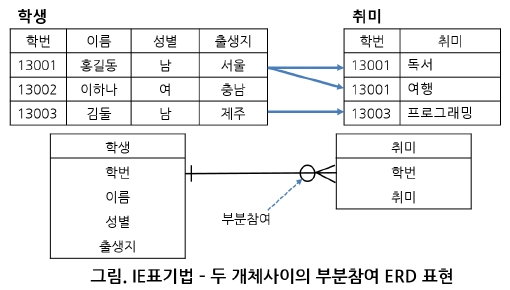 학생 취미
학번 이름 성별 출생지 학번 취미
13001 홍길동 남 서울 13001 독서
13002 이하나 여 충남 13001 여행
13003 김둘 남 제주 13003 프로그래밍
학생 취미
학번 학번
이름 취미
성별 부분참여
출생지
그림. IE표기법 - 두 개체사이의 부분참여 ERD 표현